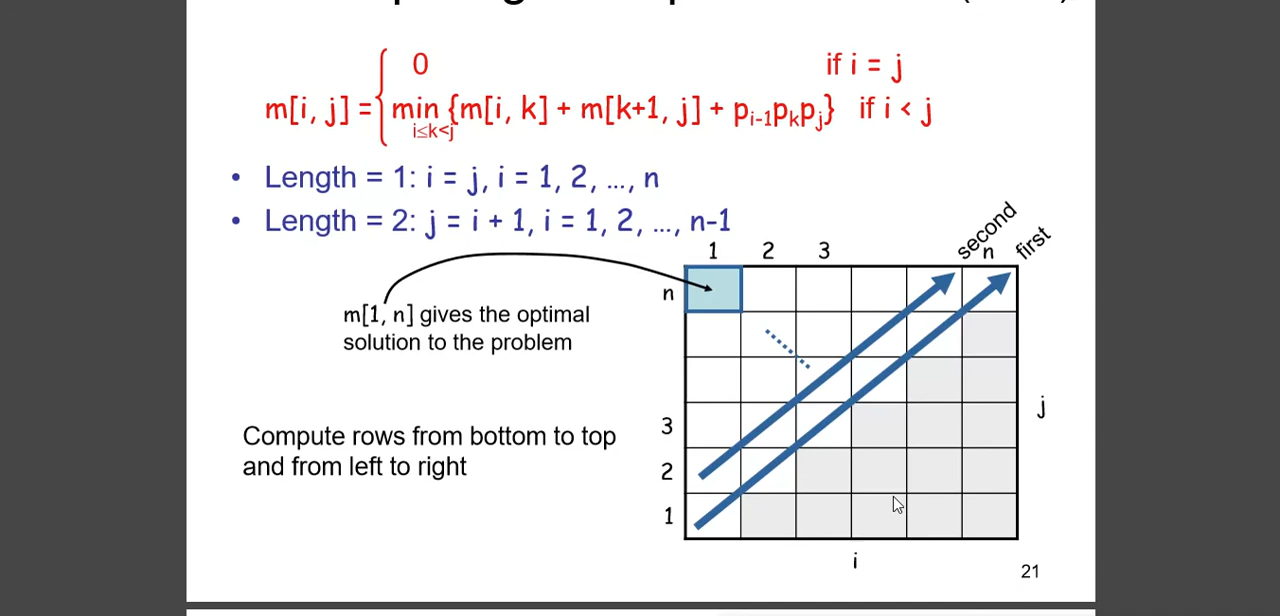 0 if i = j
m[i, j] = min {m[i, k] + m[k+1, j] + pi-1pkpj} if i < j
i≤k<j
• Length = 1: i = j, i = 1, 2, ..., n
• Length = 2: j = i + 1, i = 1, 2, ..., n-1
second
first
1 2 3 n
n
m[1, n] gives the optimal
solution to the problem
j
3
Compute rows from bottom to top
and from left to right
2
1
i
21